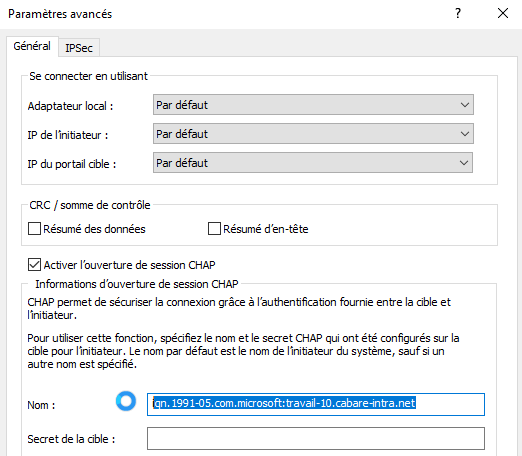 Paramètres avancés
Général IPSec
Se connecter en utilisant
Adaptateur local : Par défaut
IP de l'initiateur : Par défaut
IP du portail cible : Par défaut
CRC / somme de contrôle
Résumé des données Résumé d'en-tête
Activer l'ouverture de session CHAP
Informations d'ouverture de session CHAP
CHAP permet de sécuriser la connexion grâce à l'authentification fournie entre la cible et
l'initiateur.
Pour utiliser cette fonction, spécifiez le nom et le secret CHAP qui ont été configurés sur la
cible pour l'initiateur. Le nom par défaut est le nom de l'initiateur du système, sauf si un
autre nom est spécifié.
Nom : iqn.1991-05.com.microsoft:travail-10.cabare-intra.net
Secret de la cible :